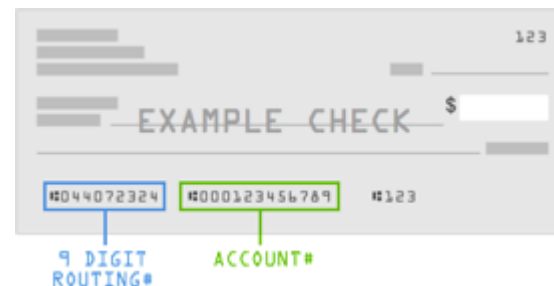 123
$
EXAMPLE CHECK
⑆044072324 ⑆000123456789 ⑆123
9 DIGIT ACCOUNT#
ROUTING#